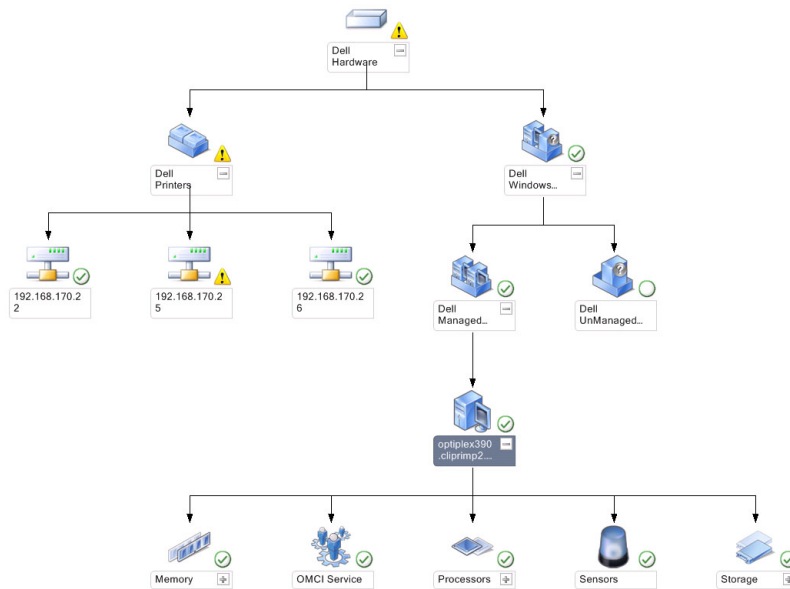 Dell
Hardware
Dell
Printers
Dell
Windows...
192.168.170.2
2
192.168.170.2
5
192.168.170.2
6
Dell
Managed...
Dell
UnManaged...
optiplex390
.cliprimp2....
Memory
OMCI Service
Processors
Sensors
Storage